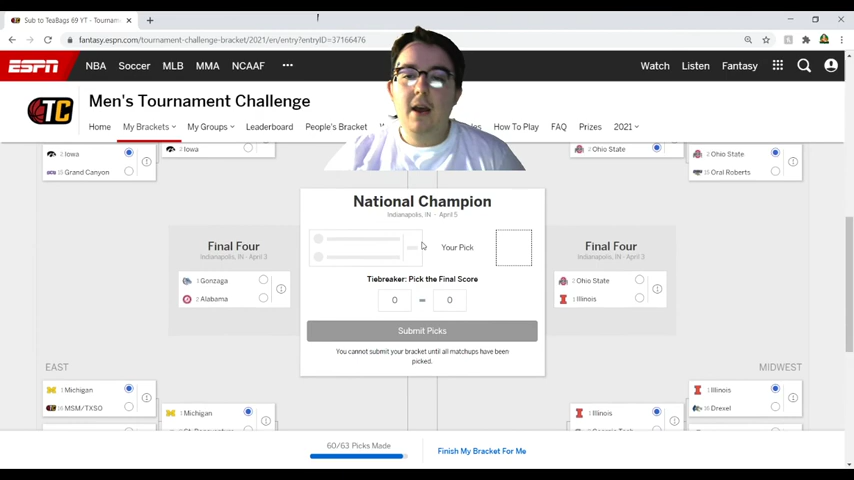 Sub to TeaBags 69 YT - Tournam
fantasy.espn.com/tournament-challenge-bracket/2021/en/entry?entryID=37166476
ESPN NBA Soccer MLB MMA NCAAF Watch Listen Fantasy
TC Men's Tournament Challenge
Home My Brackets My Groups Leaderboard People's Bracket How To Play FAQ Prizes 2021
2 Iowa
3 Iowa
2 Ohio State
2 Ohio State
15 Grand Canyon
15 Oral Roberts
National Champion
Indianapolis, IN - April 5
Your Pick
Final Four
Indianapolis, IN - April 3
1 Gonzaga
2 Alabama
Tiebreaker: Pick the Final Score
0 - 0
Submit Picks
You cannot submit your bracket until all matchups have been
picked.
Final Four
Indianapolis, IN - April 3
2 Ohio State
1 Illinois
EAST
MIDWEST
1 Michigan
16 MSM/TXSO
1 Michigan
1 Illinois
1 Illinois
16 Drexel
60/63 Picks Made
Finish My Bracket For Me